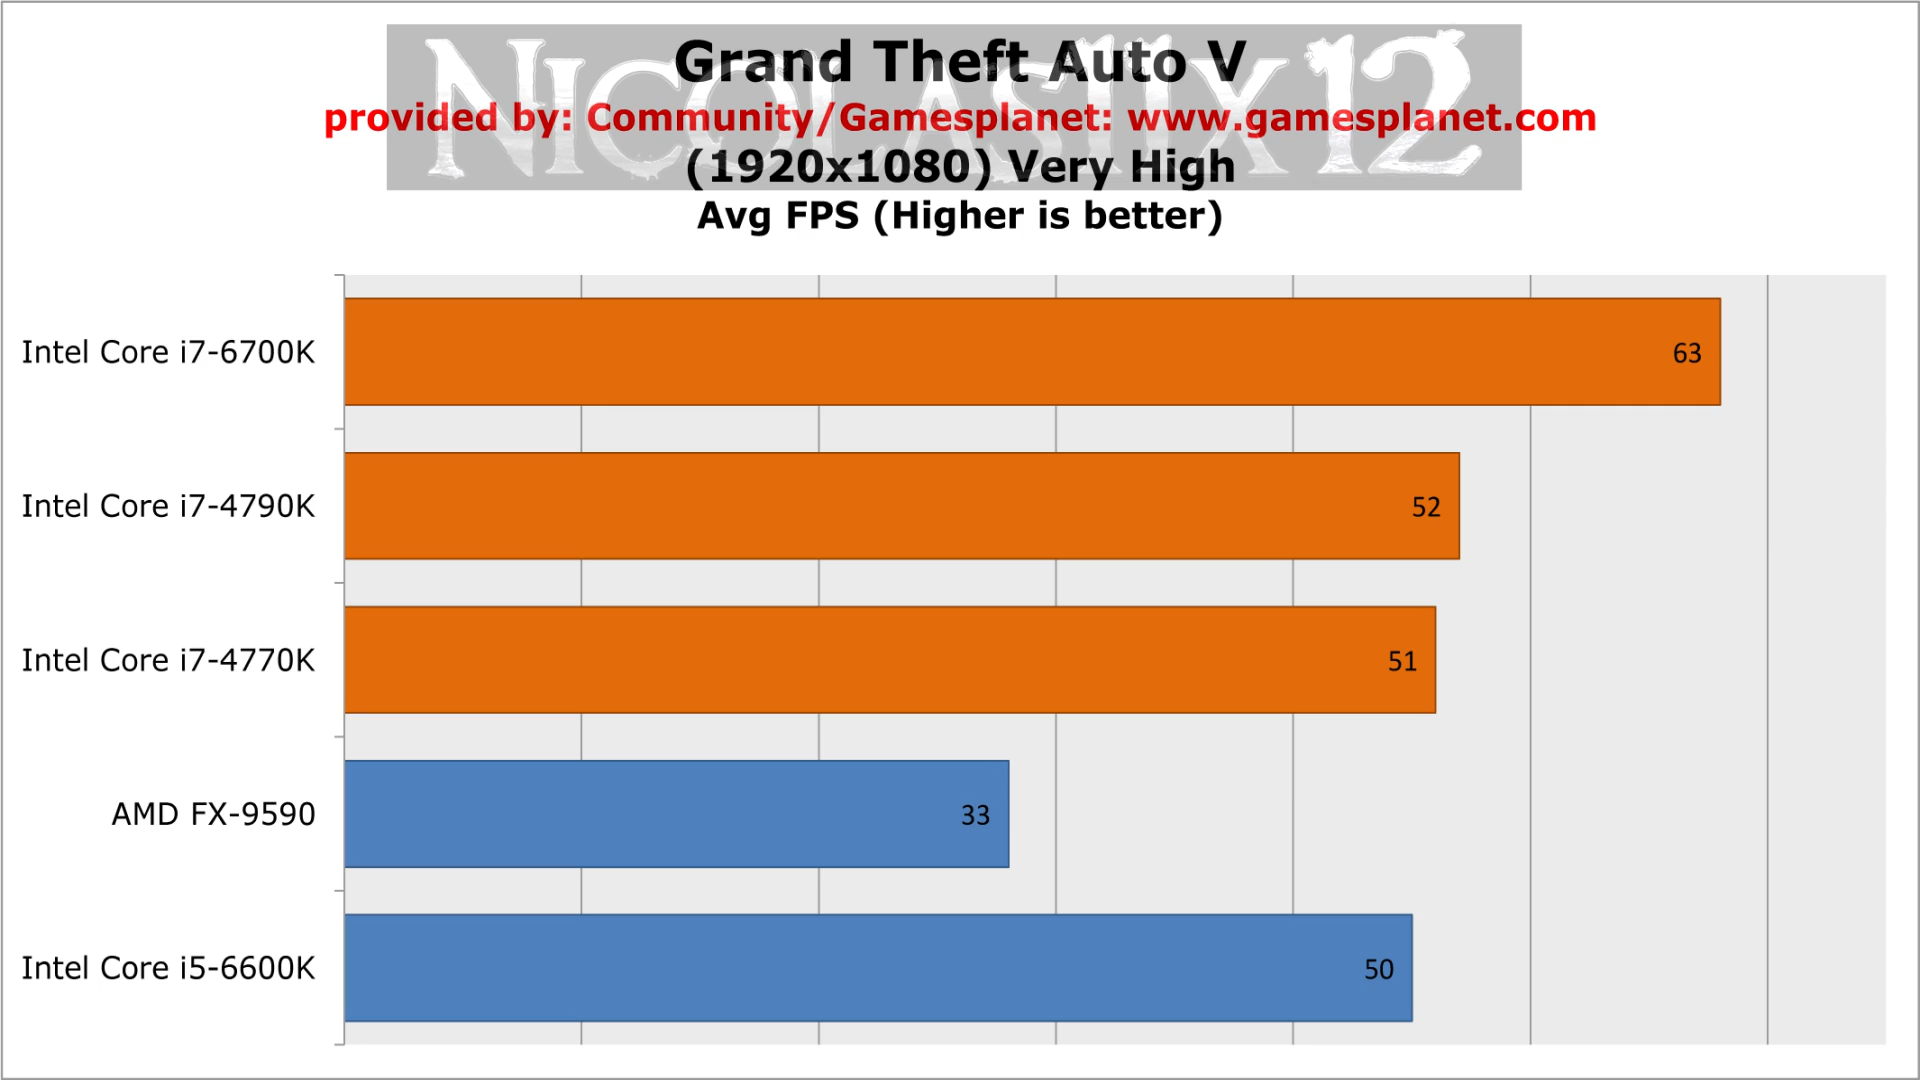 NICOLASTIX12
Grand Theft Auto V
provided by: Community/Gamesplanet: www.gamesplanet.com
(1920x1080) Very High
Avg FPS (Higher is better)
Intel Core i7-6700K 63
Intel Core i7-4790K 52
Intel Core i7-4770K 51
AMD FX-9590 33
Intel Core i5-6600K 50